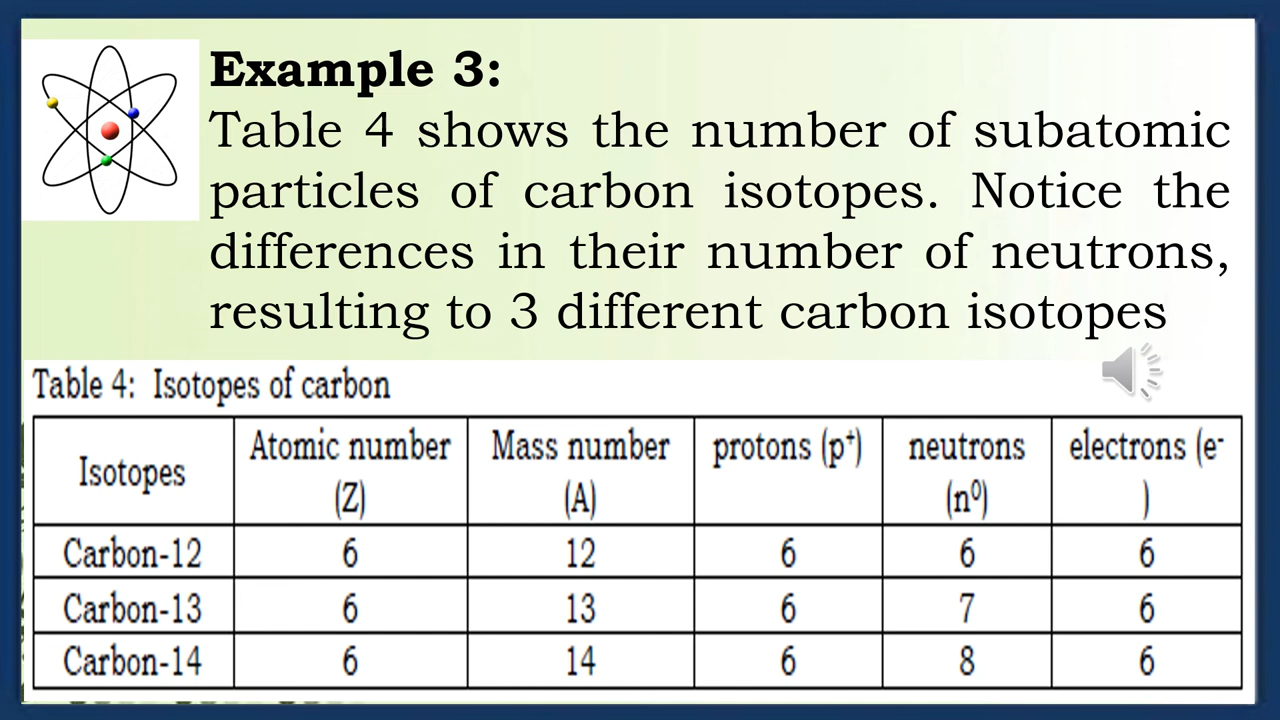 Example 3:
Table 4 shows the number of subatomic
particles of carbon isotopes. Notice the
differences in their number of neutrons,
resulting to 3 different carbon isotopes
Table 4: Isotopes of carbon
Isotopes Atomic number (Z) Mass number (A) protons (p⁺) neutrons (n⁰) electrons (e⁻)
Carbon-12 6 12 6 6 6
Carbon-13 6 13 6 7 6
Carbon-14 6 14 6 8 6